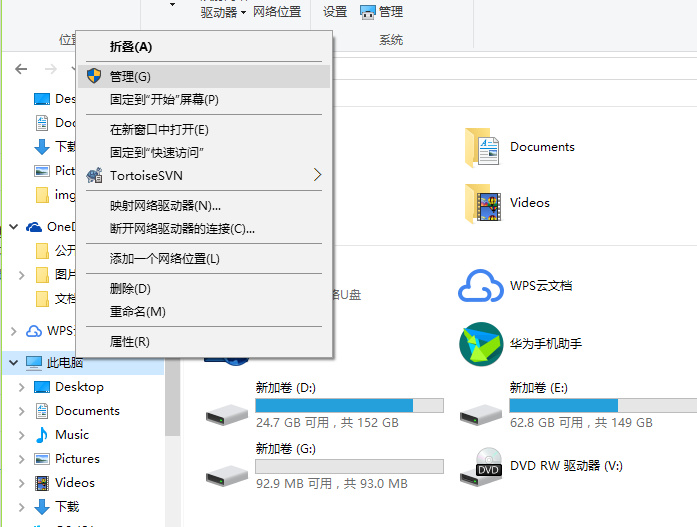 驱动器 网络位置 设置 管理
系统
折叠(A)
管理(G)
固定到"开始"屏幕(P)
在新窗口中打开(E)
固定到"快速访问"
TortoiseSVN
映射网络驱动器(N)...
断开网络驱动器的连接(C)...
添加一个网络位置(L)
删除(D)
重命名(M)
属性(R)
Des
Doc
下载
Pict
img
OneD
公开
图片
文档
WPS
此电脑
Desktop
Documents
Music
Pictures
Videos
下载
Documents
Videos
U盘
WPS云文档
华为手机助手
新加卷 (D:)
24.7 GB 可用，共 152 GB
新加卷 (E:)
62.8 GB 可用，共 149 GB
新加卷 (G:)
92.9 MB 可用，共 93.0 MB
DVD RW 驱动器 (V:)
DVD